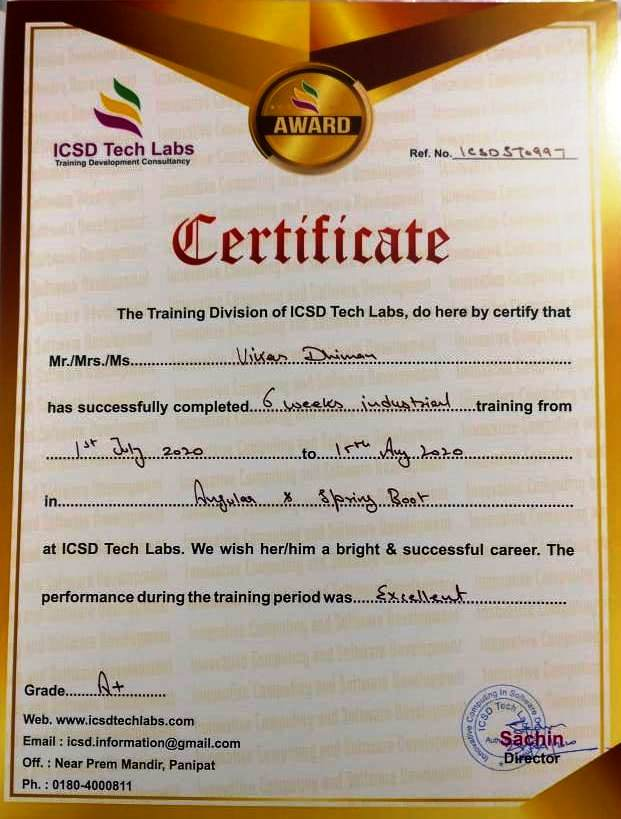 ICSD Tech Labs
Training Development Consultancy
AWARD
Ref. No. ICSDST0997
Certificate
The Training Division of ICSD Tech Labs, do here by certify that
Mr./Mrs./Ms. Vikas Dhiman
has successfully completed 6 weeks industrial training from
1st July 2020 to 15th Aug 2020
in Angular & Spring Boot
at ICSD Tech Labs. We wish her/him a bright & successful career. The
performance during the training period was Excellent
Grade A+
Web. www.icsdtechlabs.com
Email : icsd.information@gmail.com
Off. : Near Prem Mandir, Panipat
Ph. : 0180-4000811
Innovative Computing In Software
ICSD Tech
Sachin
Director